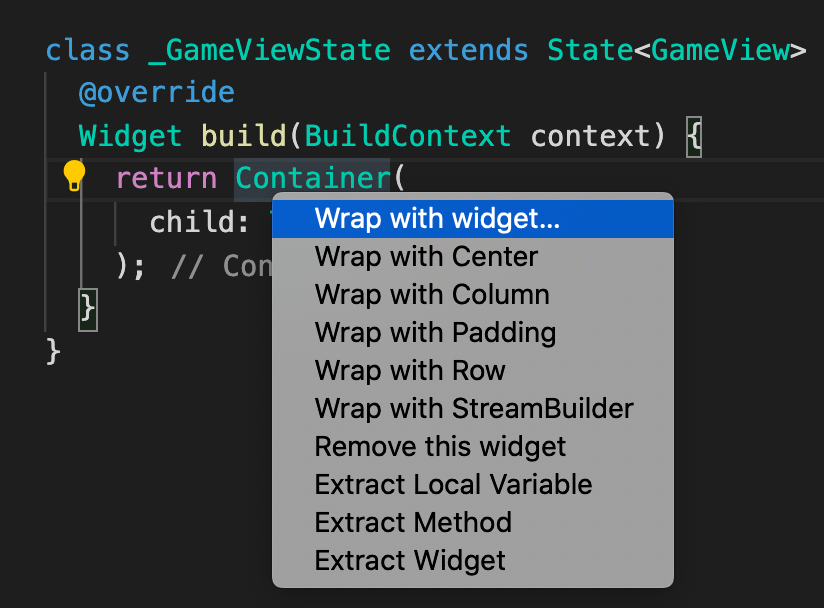 class _GameViewState extends State<GameView>
@override
Widget build(BuildContext context) {
return Container(
child:
); // Con
}
}
Wrap with widget...
Wrap with Center
Wrap with Column
Wrap with Padding
Wrap with Row
Wrap with StreamBuilder
Remove this widget
Extract Local Variable
Extract Method
Extract Widget